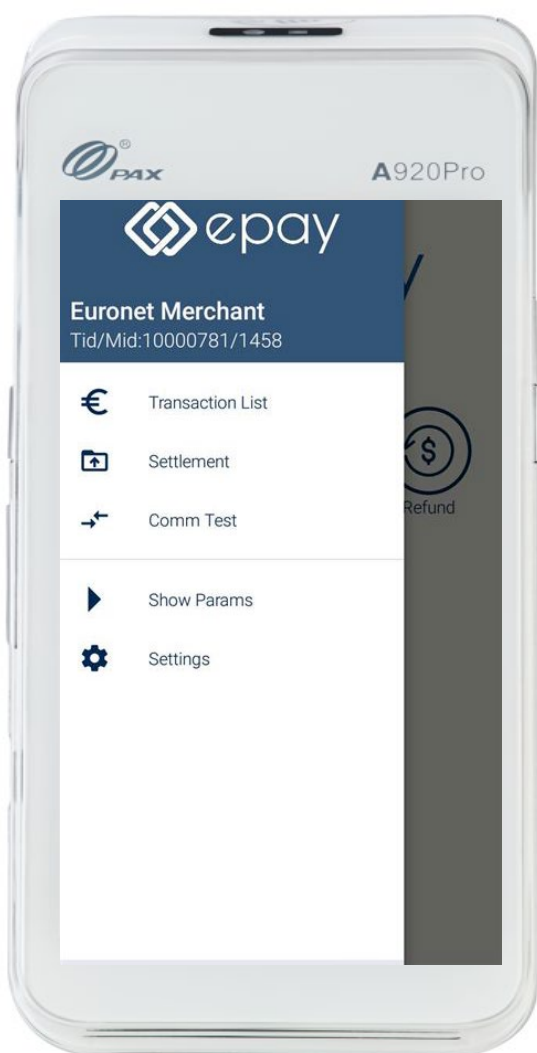 PAX®
A920Pro
epay
y
Euronet Merchant
Tid/Mid:10000781/1458
€ Transaction List
Settlement
$
Comm Test
Refund
Show Params
Settings